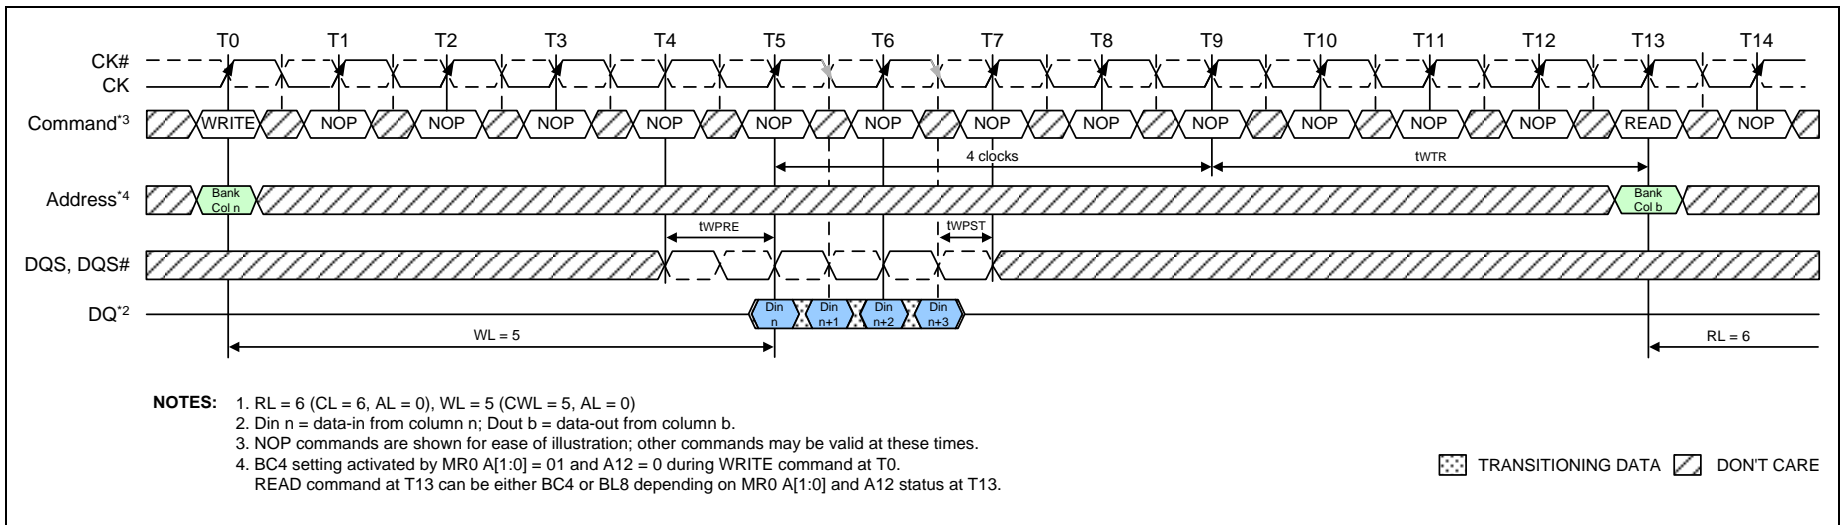 T0 T1 T2 T3 T4 T5 T6 T7 T8 T9 T10 T11 T12 T13 T14
CK#
CK
Command*3 WRITE NOP NOP NOP NOP NOP NOP NOP NOP NOP NOP NOP NOP READ NOP
4 clocks tWTR
Address*4 Bank Col n Bank Col b
tWPRE tWPST
DQS, DQS#
DQ*2 Din n Din n+1 Din n+2 Din n+3
WL = 5 RL = 6
NOTES: 1. RL = 6 (CL = 6, AL = 0), WL = 5 (CWL = 5, AL = 0)
2. Din n = data-in from column n; Dout b = data-out from column b.
3. NOP commands are shown for ease of illustration; other commands may be valid at these times.
4. BC4 setting activated by MR0 A[1:0] = 01 and A12 = 0 during WRITE command at T0.
READ command at T13 can be either BC4 or BL8 depending on MR0 A[1:0] and A12 status at T13.
TRANSITIONING DATA DON'T CARE